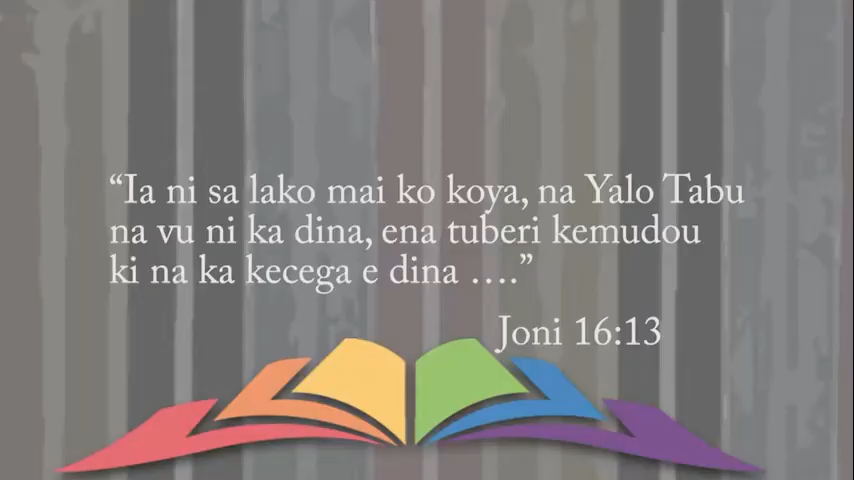 “Ia ni sa lako mai ko koya, na Yalo Tabu
na vu ni ka dina, ena tuberi kemudou
ki na ka kecega e dina ….”
Joni 16:13